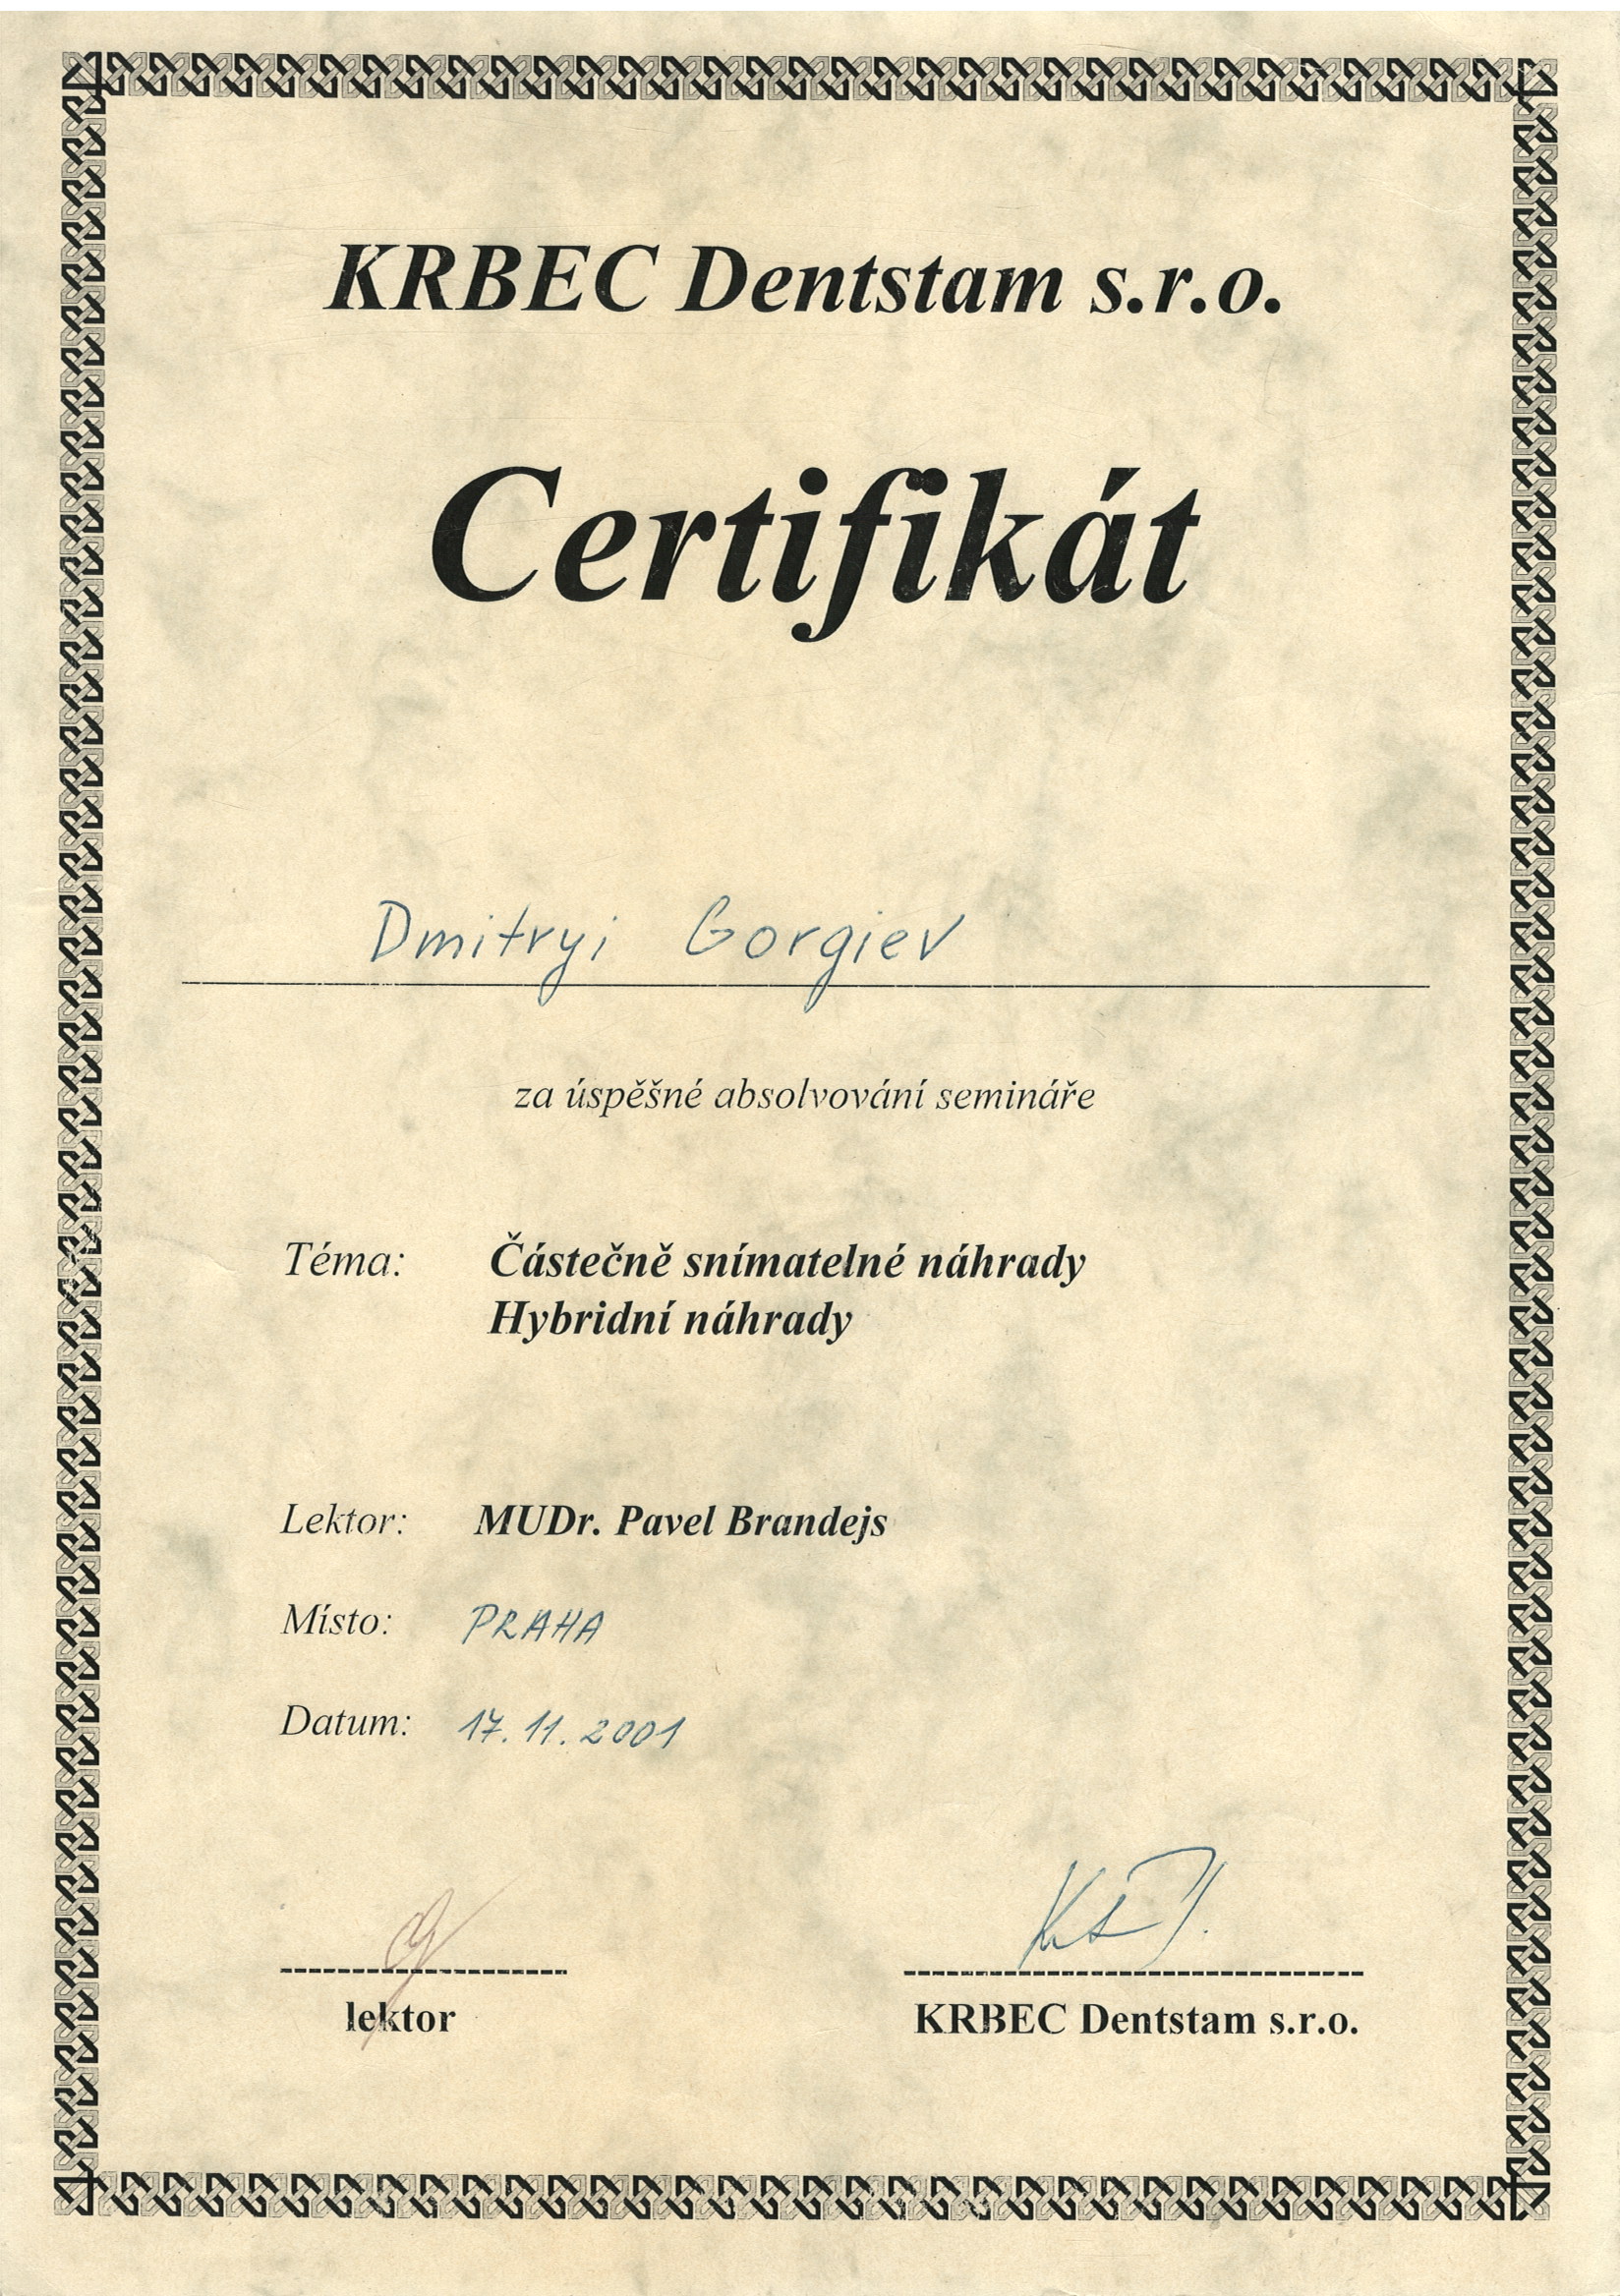 KRBEC Dentstam s.r.o.
Certifikát
Dmitryi Gorgiev
za úspěšné absolvování semináře
Téma: Částečně snímatelné náhrady
Hybridní náhrady
Lektor: MUDr. Pavel Brandejs
Místo: PRAHA
Datum: 17. 11. 2001
lektor KRBEC Dentstam s.r.o.